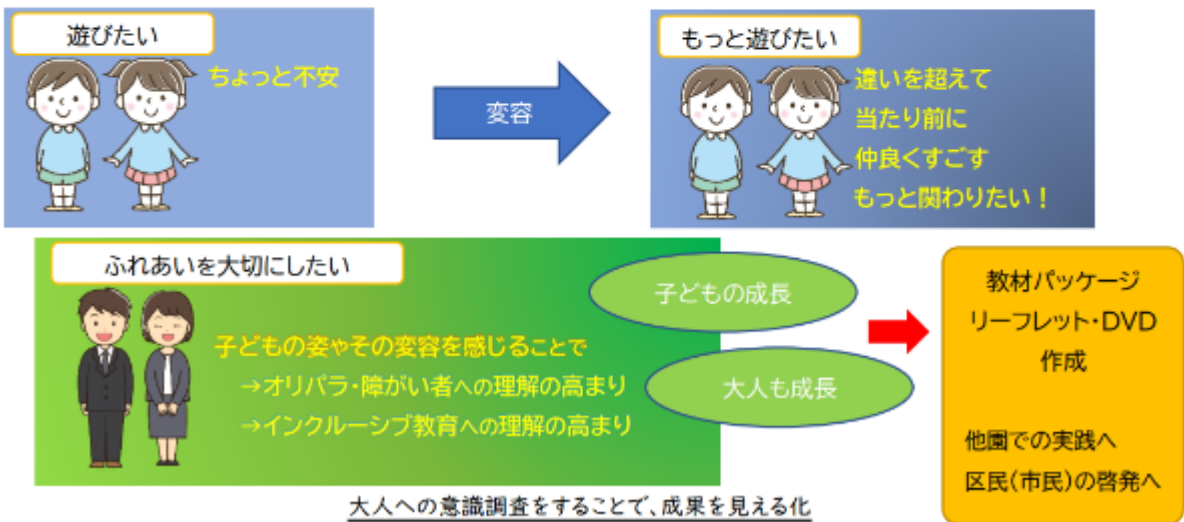 遊びたい
ちょっと不安
変容
もっと遊びたい
違いを超えて
当たり前に
仲良くすごす
もっと関わりたい!
ふれあいを大切にしたい
子どもの姿やその変容を感じることで
→オリパラ・障がい者への理解の高まり
→インクルーシブ教育への理解の高まり
子どもの成長
大人も成長
教材パッケージ
リーフレット・DVD
作成
他園での実践へ
区民(市民)の啓発へ
大人への意識調査をすることで、成果を見える化